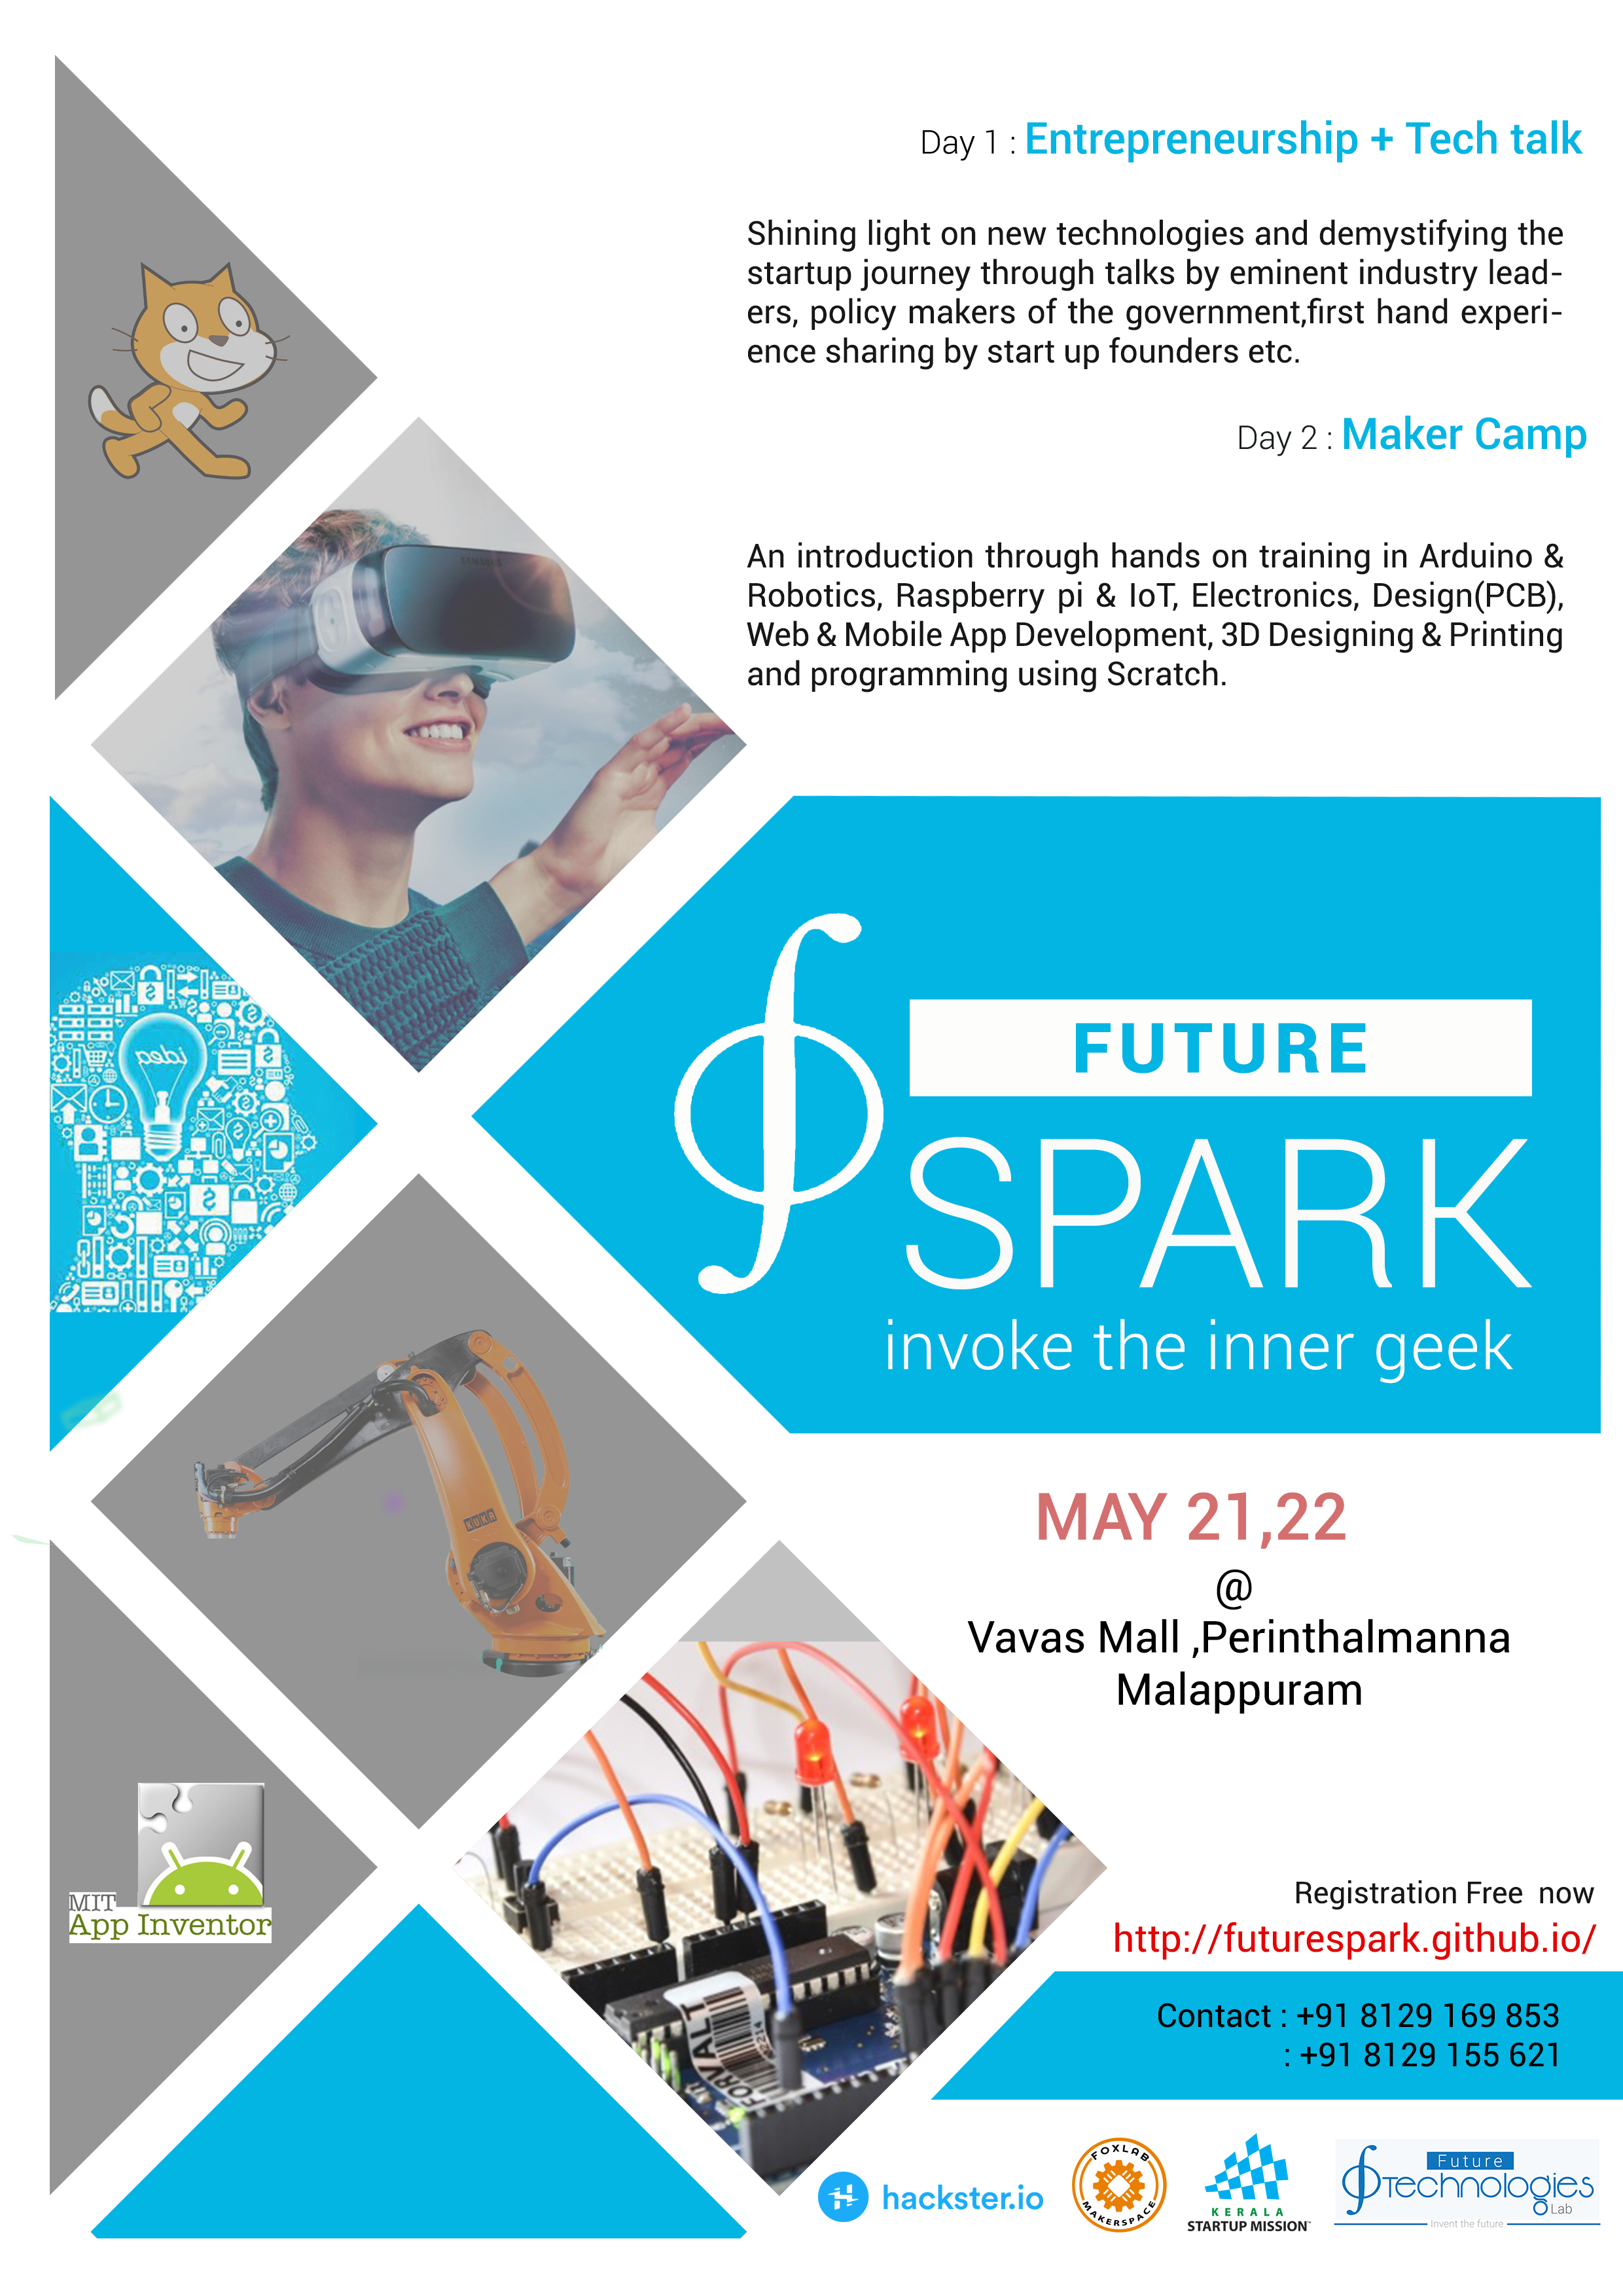 Day 1 : Entrepreneurship + Tech talk
Shining light on new technologies and demystifying the
startup journey through talks by eminent industry lead-
ers, policy makers of the government,first hand experi-
ence sharing by start up founders etc.
Day 2 : Maker Camp
An introduction through hands on training in Arduino &
Robotics, Raspberry pi & IoT, Electronics, Design(PCB),
Web & Mobile App Development, 3D Designing & Printing
and programming using Scratch.
SAMSUNG
idea
FUTURE
SPARK
invoke the inner geek
KUKA
MAY 21,22
@
Vavas Mall ,Perinthalmanna
Malappuram
MIT
App Inventor
FORVALT
Registration Free now
http://futurespark.github.io/
Contact : +91 8129 169 853
: +91 8129 155 621
hackster.io
FOXLAB
MAKERSPACE
KERALA
STARTUP MISSION
Future
Technologies
Lab
Invent the future